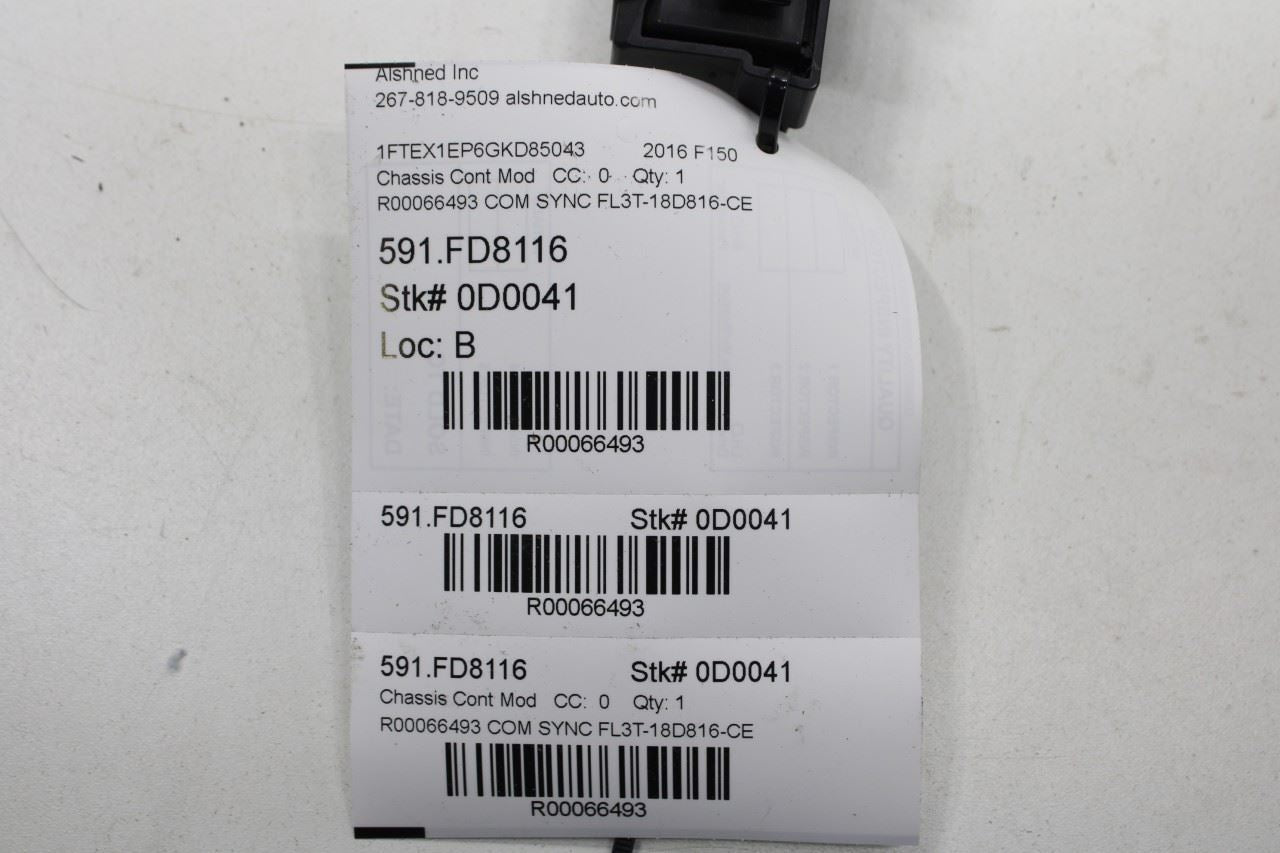 Alshned Inc
267-818-9509 alshnedauto.com
1FTEX1EP6GKD85043 2016 F150
Chassis Cont Mod CC: 0 Qty: 1
R00066493 COM SYNC FL3T-18D816-CE
591.FD8116
Stk# 0D0041
Loc: B
R00066493
591.FD8116 Stk# 0D0041
R00066493
591.FD8116 Stk# 0D0041
Chassis Cont Mod CC: 0 Qty: 1
R00066493 COM SYNC FL3T-18D816-CE
R00066493